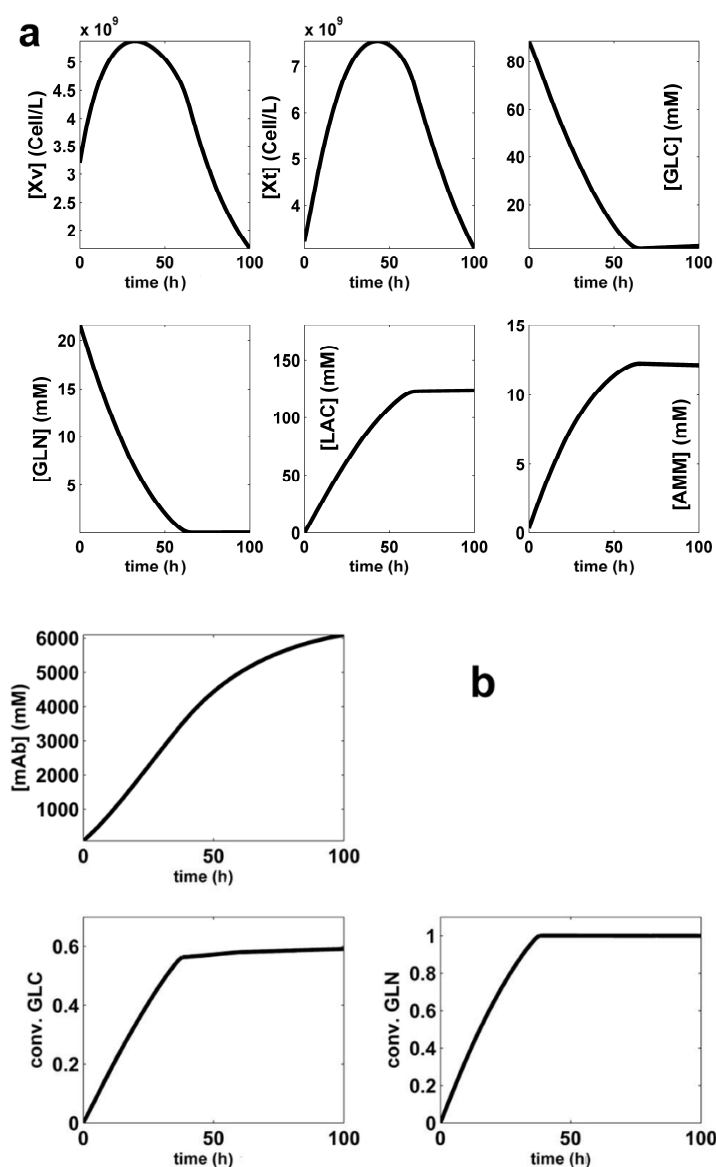 a
x 10⁹
5
4.5
4
3.5
3
2.5
2
0 50 100
time (h)
[Xv] (Cell/L)
x 10⁹
7
6
5
4
0 50 100
time (h)
[Xt] (Cell/L)
80
60
40
20
0 50 100
time (h)
[GLC] (mM)
20
15
10
5
0 50 100
time (h)
[GLN] (mM)
150
100
50
0
0 50 100
time (h)
[LAC] (mM)
15
10
5
0
0 50 100
time (h)
[AMM] (mM)
6000
5000
4000
3000
2000
1000
0 50 100
time (h)
[mAb] (mM)
b
0.6
0.4
0.2
0
0 50 100
time (h)
conv. GLC
1
0.8
0.6
0.4
0.2
0
0 50 100
time (h)
conv. GLN